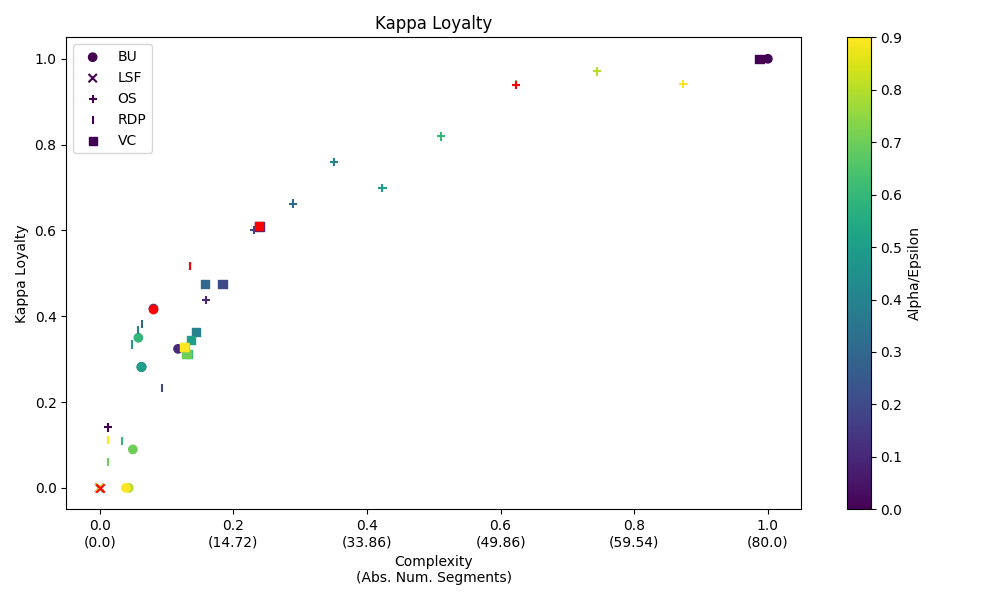 Kappa Loyalty
BU
LSF
OS
RDP
VC
Kappa Loyalty
1.0
0.8
0.6
0.4
0.2
0.0
0.0 0.2 0.4 0.6 0.8 1.0
(0.0) (14.72) (33.86) (49.86) (59.54) (80.0)
Complexity
(Abs. Num. Segments)
0.9
0.8
0.7
0.6
0.5
0.4
0.3
0.2
0.1
0.0
Alpha/Epsilon